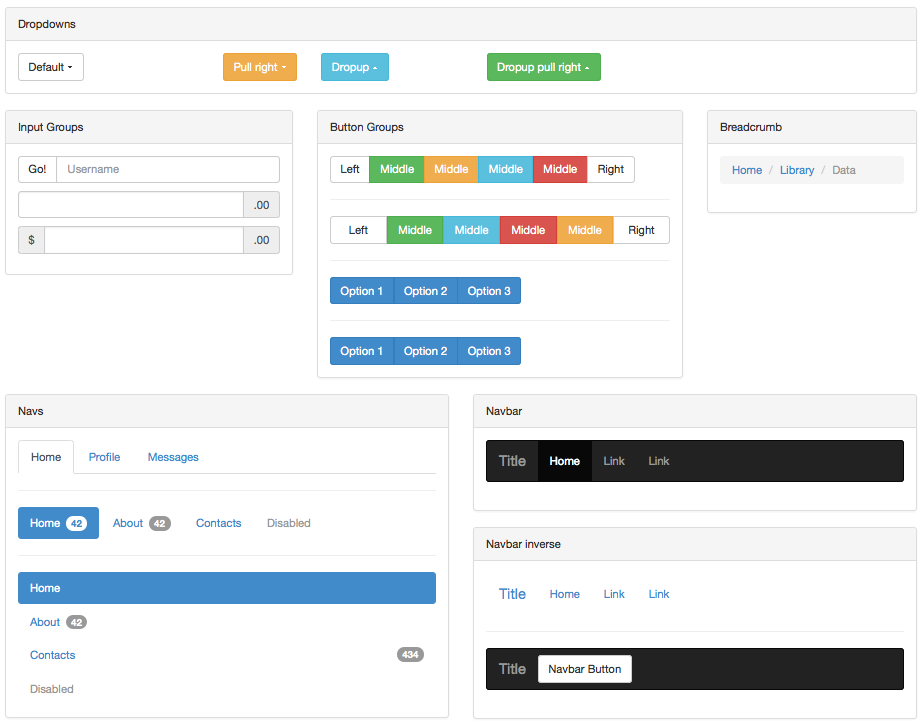 Dropdowns
Default Pull right Dropup Dropup pull right
Input Groups
Go! Username
.00
$ .00
Button Groups
Left Middle Middle Middle Middle Right
Left Middle Middle Middle Middle Right
Option 1 Option 2 Option 3
Option 1 Option 2 Option 3
Breadcrumb
Home / Library / Data
Navs
Home Profile Messages
Home 42 About 42 Contacts Disabled
Home
About 42
Contacts 434
Disabled
Navbar
Title Home Link Link
Navbar inverse
Title Home Link Link
Title Navbar Button